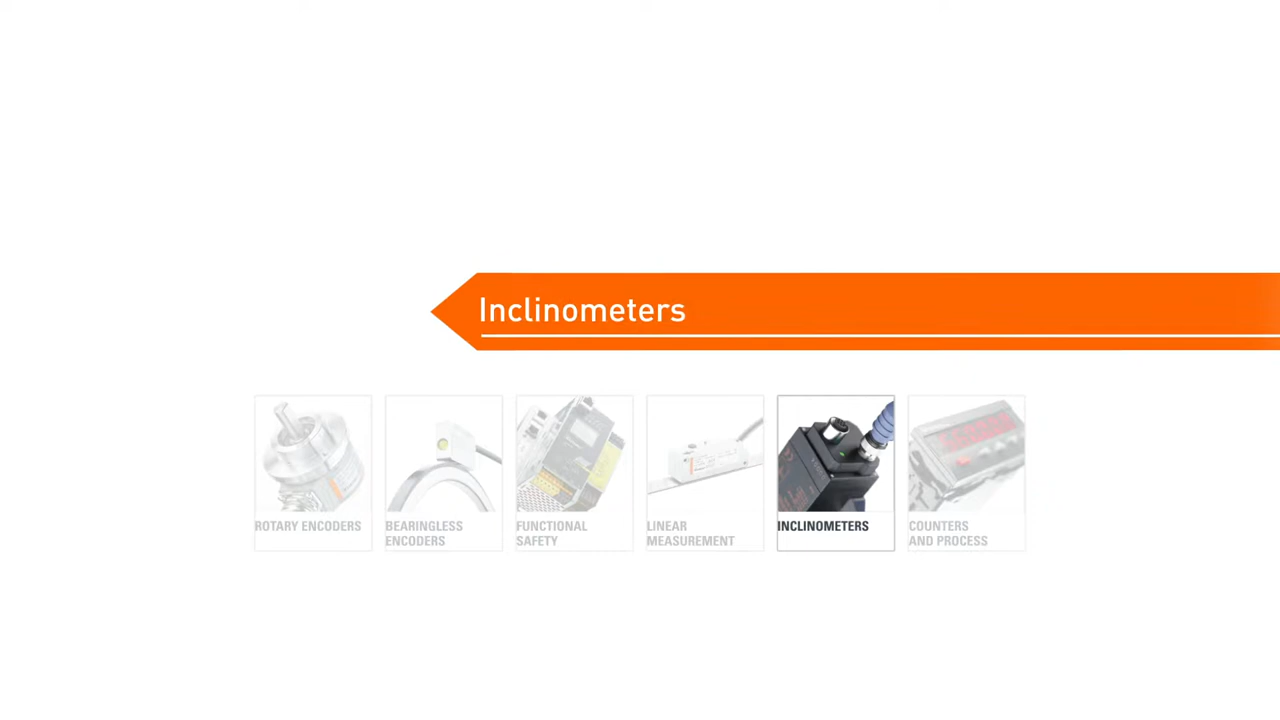 Inclinometers
ROTARY ENCODERS
BEARINGLESS
ENCODERS
FUNCTIONAL
SAFETY
LINEAR
MEASUREMENT
INCLINOMETERS
COUNTERS
AND PROCESS